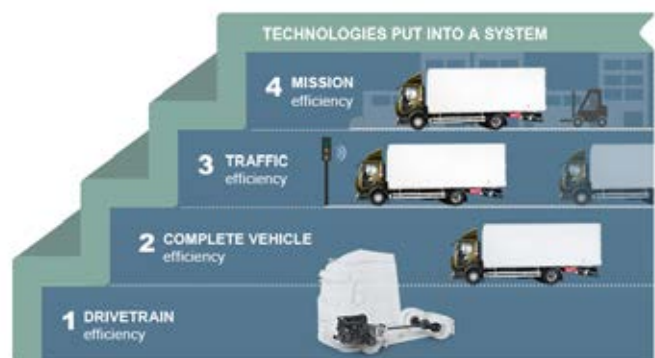 TECHNOLOGIES PUT INTO A SYSTEM
4 MISSION
efficiency
3 TRAFFIC
efficiency
2 COMPLETE VEHICLE
efficiency
1 DRIVETRAIN
efficiency